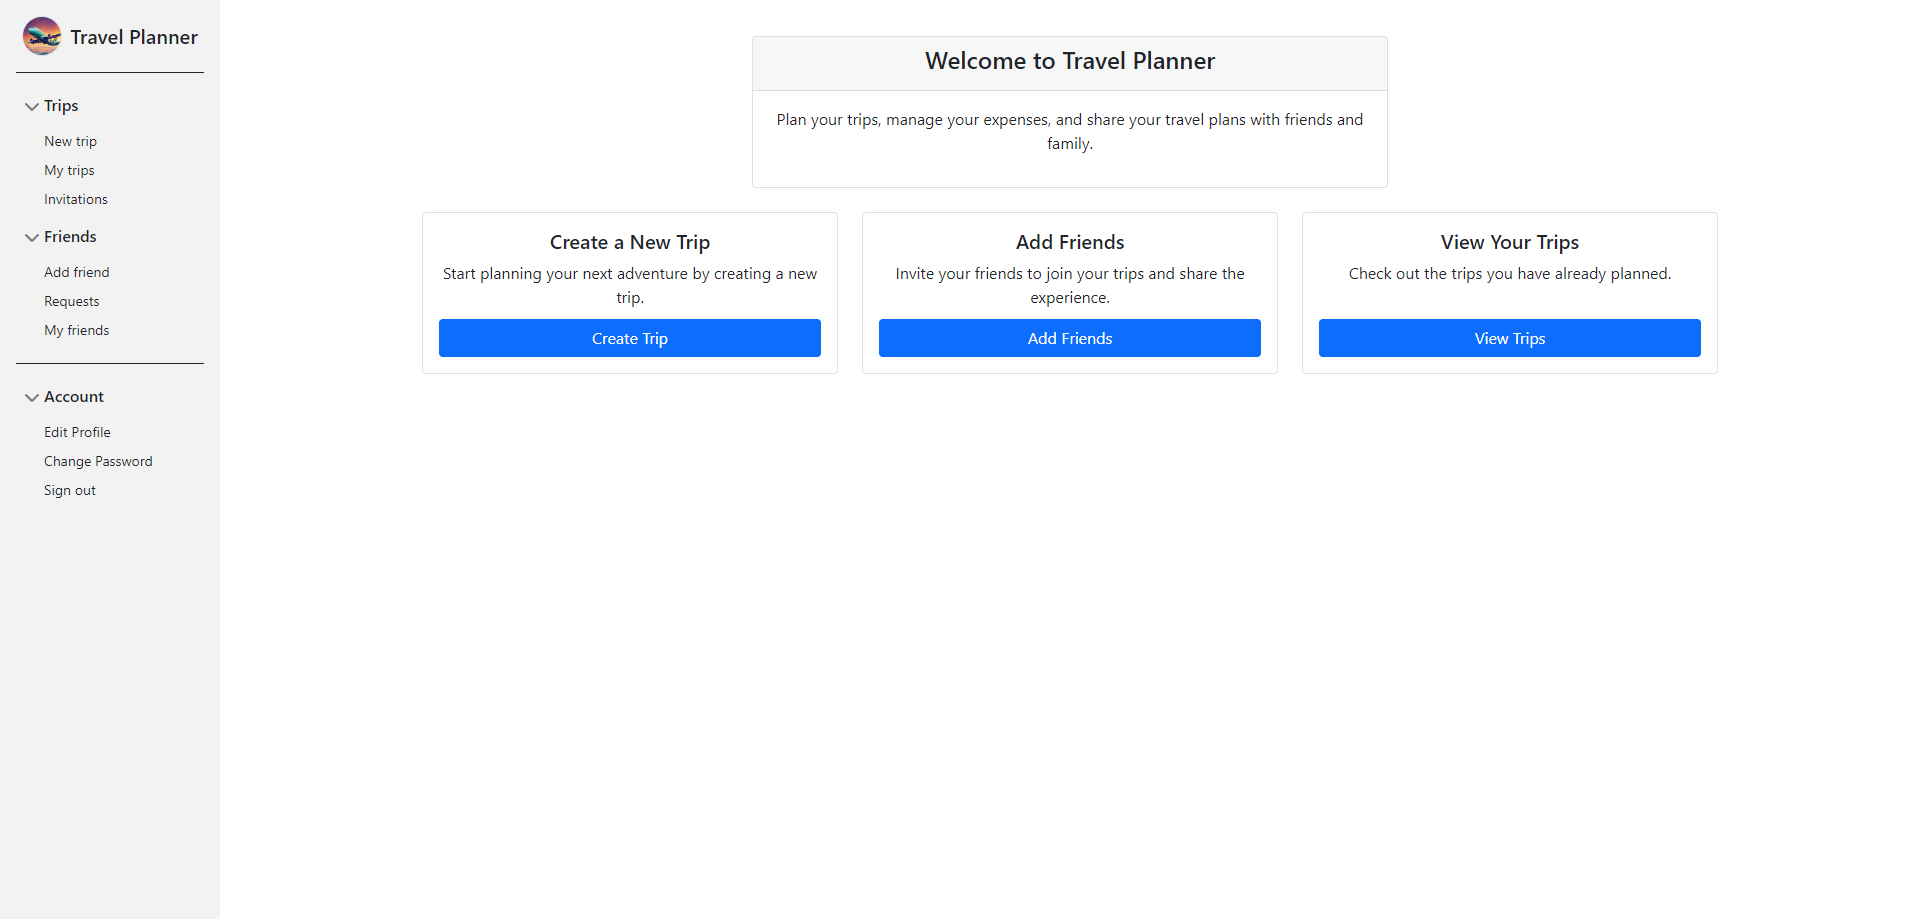 Travel Planner
Trips
New trip
My trips
Invitations
Friends
Add friend
Requests
My friends
Account
Edit Profile
Change Password
Sign out
Welcome to Travel Planner
Plan your trips, manage your expenses, and share your travel plans with friends and
family.
Create a New Trip
Start planning your next adventure by creating a new
trip.
Create Trip
Add Friends
Invite your friends to join your trips and share the
experience.
Add Friends
View Your Trips
Check out the trips you have already planned.
View Trips